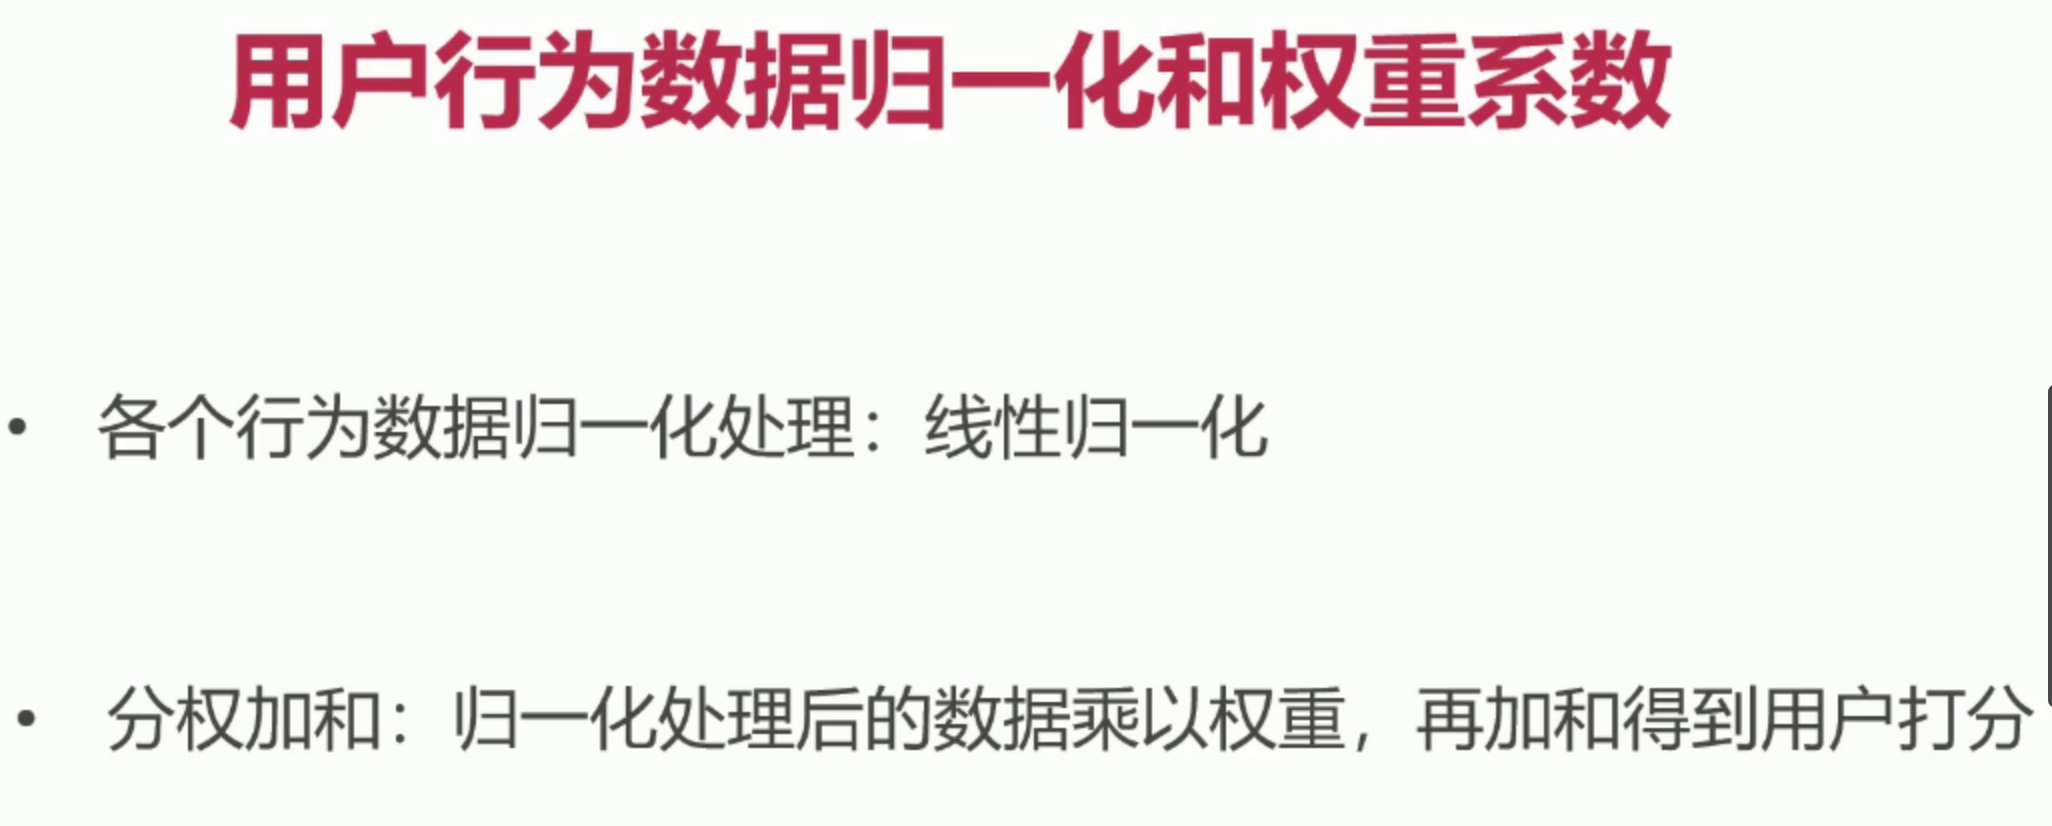 用户行为数据归一化和权重系数
• 各个行为数据归一化处理：线性归一化
• 分权加和：归一化处理后的数据乘以权重，再加和得到用户打分